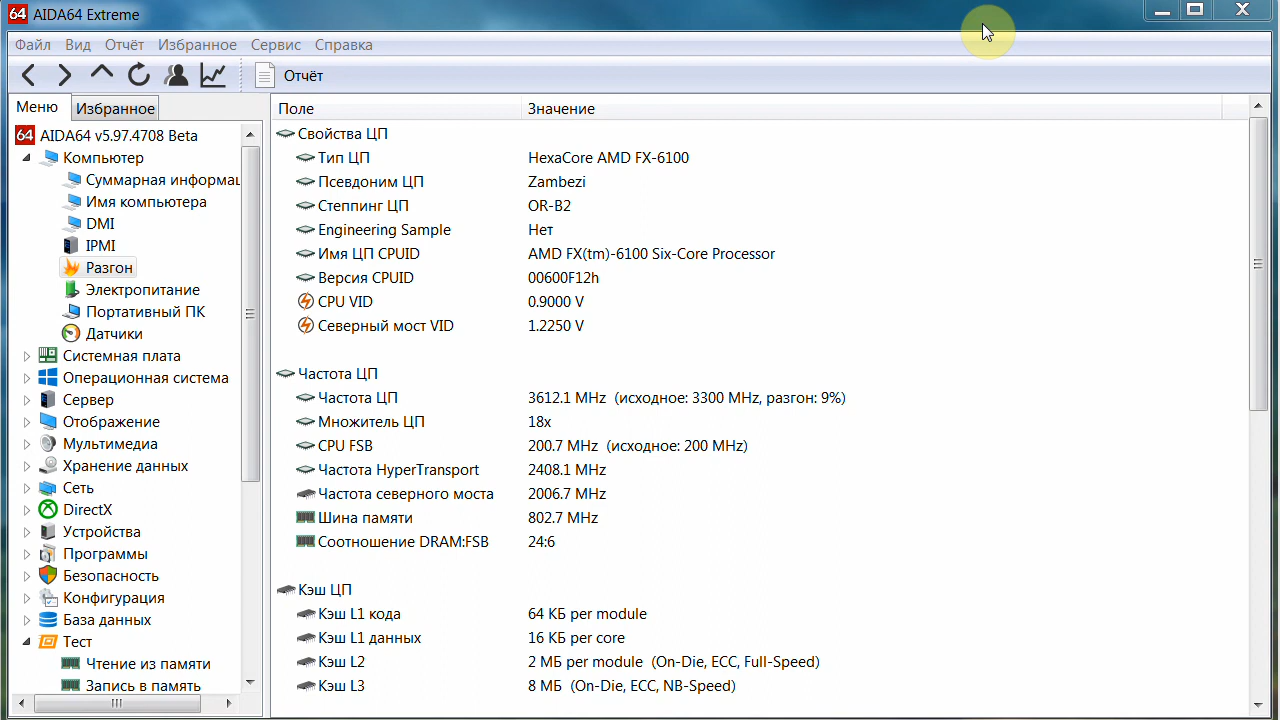 AIDA64 Extreme
Файл Вид Отчёт Избранное Сервис Справка
Отчёт
Меню Избранное
AIDA64 v5.97.4708 Beta
Компьютер
Суммарная информац
Имя компьютера
DMI
IPMI
Разгон
Электропитание
Портативный ПК
Датчики
Системная плата
Операционная система
Сервер
Отображение
Мультимедиа
Хранение данных
Сеть
DirectX
Устройства
Программы
Безопасность
Конфигурация
База данных
Тест
Чтение из памяти
Запись в память
Поле Значение
Свойства ЦП
Тип ЦП HexaCore AMD FX-6100
Псевдоним ЦП Zambezi
Степпинг ЦП OR-B2
Engineering Sample Нет
Имя ЦП CPUID AMD FX(tm)-6100 Six-Core Processor
Версия CPUID 00600F12h
CPU VID 0.9000 V
Северный мост VID 1.2250 V
Частота ЦП
Частота ЦП 3612.1 MHz (исходное: 3300 MHz, разгон: 9%)
Множитель ЦП 18x
CPU FSB 200.7 MHz (исходное: 200 MHz)
Частота HyperTransport 2408.1 MHz
Частота северного моста 2006.7 MHz
Шина памяти 802.7 MHz
Соотношение DRAM:FSB 24:6
Кэш ЦП
Кэш L1 кода 64 КБ per module
Кэш L1 данных 16 КБ per core
Кэш L2 2 МБ per module (On-Die, ECC, Full-Speed)
Кэш L3 8 МБ (On-Die, ECC, NB-Speed)